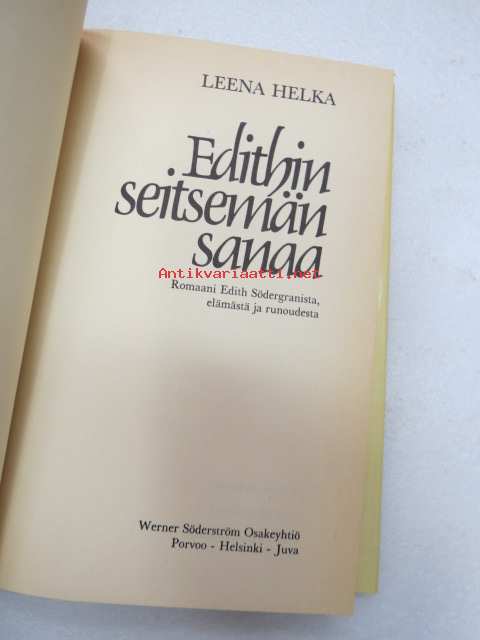 LEENA HELKA
Edithin
seitsemän
sanaa
Antikvariaatti.net
Romaani Edith Södergranista,
elämästä ja runoudesta
Werner Söderström Osakeyhtiö
Porvoo - Helsinki - Juva